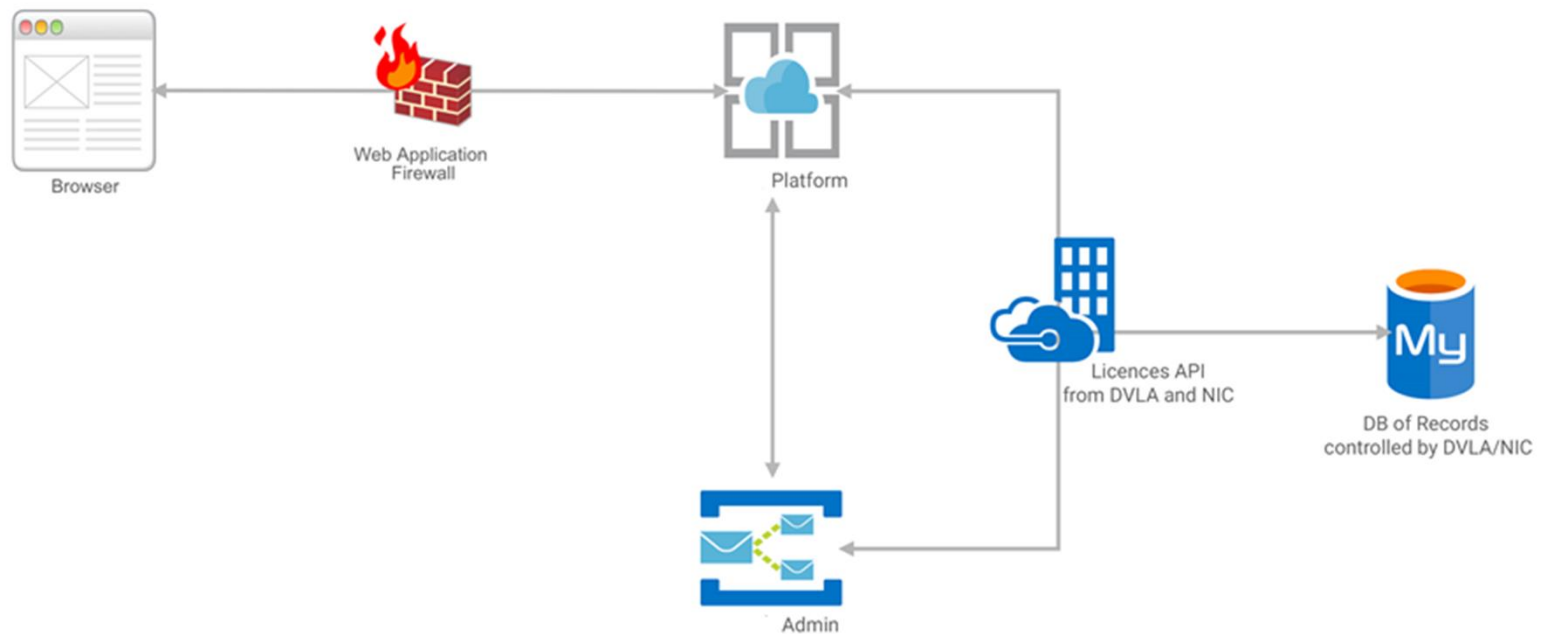 Browser
Web Application
Firewall
Platform
Licences API
from DVLA and NIC
My
DB of Records
controlled by DVLA/NIC
Admin